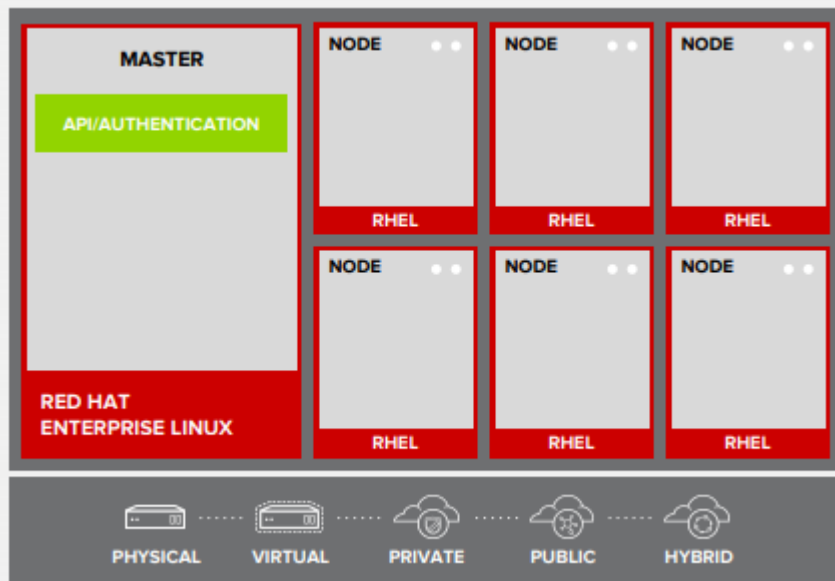 MASTER
API/AUTHENTICATION
RED HAT
ENTERPRISE LINUX
NODE
RHEL
NODE
RHEL
NODE
RHEL
NODE
RHEL
NODE
RHEL
NODE
RHEL
PHYSICAL
VIRTUAL
PRIVATE
PUBLIC
HYBRID